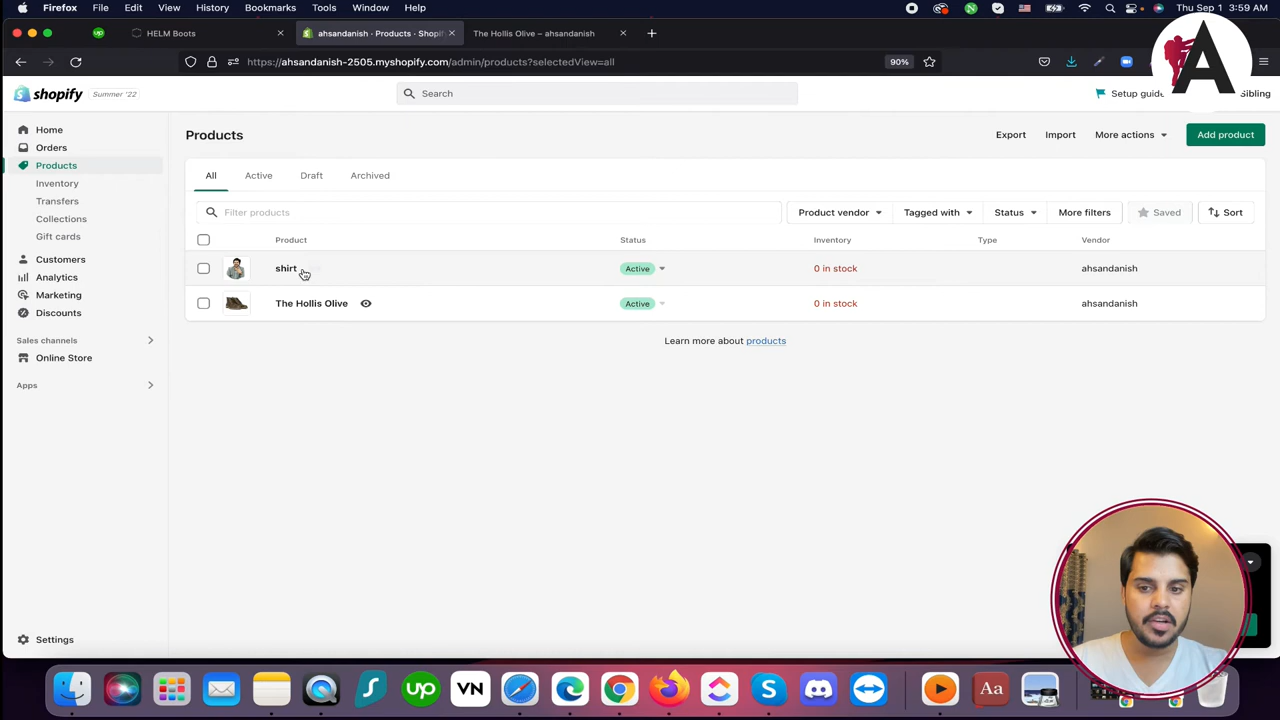 Firefox File Edit View History Bookmarks Tools Window Help Thu Sep 1 3:59 AM
up HELM Boots ahsandanish · Products · Shopif The Hollis Olive – ahsandanish
https://ahsandanish-2505.myshopify.com/admin/products?selectedView=all 90%
A
shopify Summer '22 Search Setup guide Sibling
Home
Orders
Products
Inventory
Transfers
Collections
Gift cards
Customers
Analytics
Marketing
Discounts
Sales channels
Online Store
Apps
Settings
Products Export Import More actions Add product
All Active Draft Archived
Filter products Product vendor Tagged with Status More filters Saved Sort
Product Status Inventory Type Vendor
shirt Active 0 in stock ahsandanish
The Hollis Olive Active 0 in stock ahsandanish
Learn more about products
up VN Aa